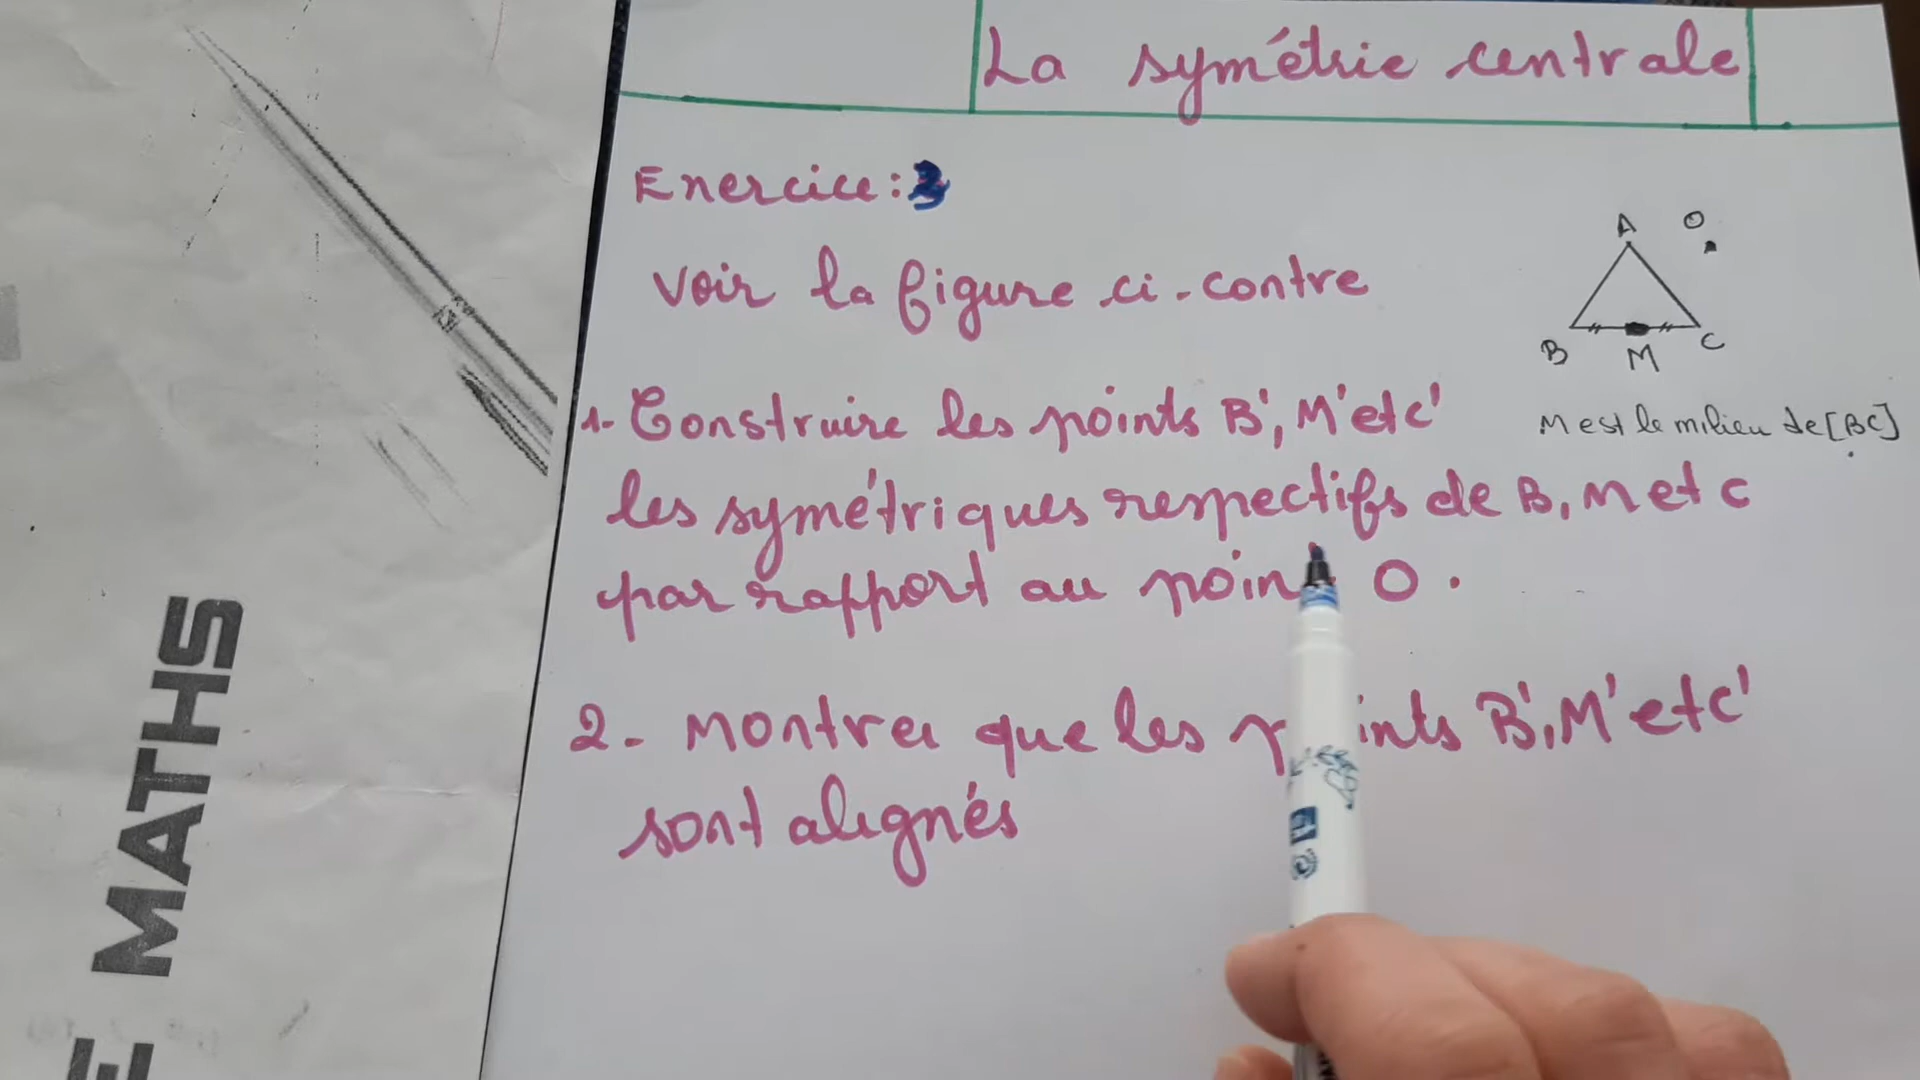 La symétrie centrale
Exercice : 3
Voir la figure ci-contre
A
O
B
M
C
M est le milieu de [BC]
1- Construire les points B', M' et C'
les symétriques respectifs de B, M et C
par rapport au point O.
2- Montrer que les points B', M' et C'
sont alignés
E MATHS